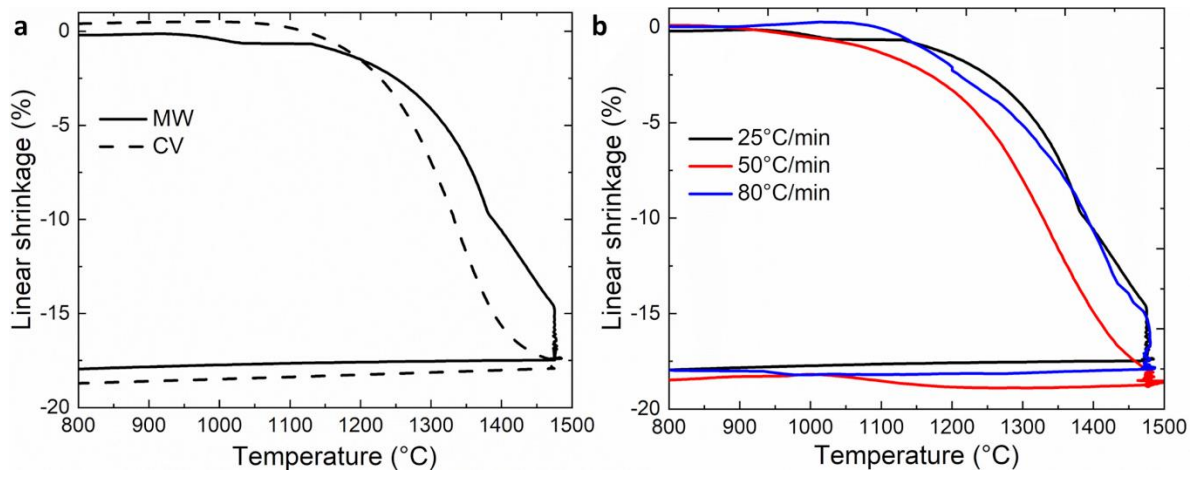 a
0
-5
-10
-15
-20
Linear shrinkage (%)
MW
CV
800 900 1000 1100 1200 1300 1400 1500
Temperature (°C)
b
0
-5
-10
-15
-20
Linear shrinkage (%)
25°C/min
50°C/min
80°C/min
800 900 1000 1100 1200 1300 1400 1500
Temperature (°C)